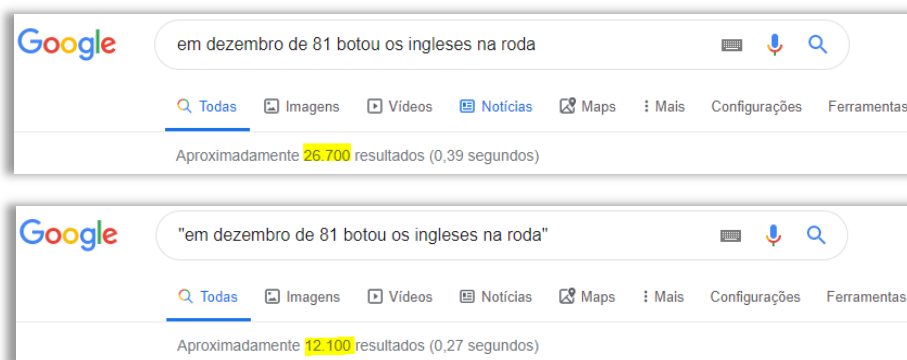 Google em dezembro de 81 botou os ingleses na roda
Todas Imagens Vídeos Notícias Maps Mais Configurações Ferramentas
Aproximadamente 26.700 resultados (0,39 segundos)
Google "em dezembro de 81 botou os ingleses na roda"
Todas Imagens Vídeos Notícias Maps Mais Configurações Ferramentas
Aproximadamente 12.100 resultados (0,27 segundos)